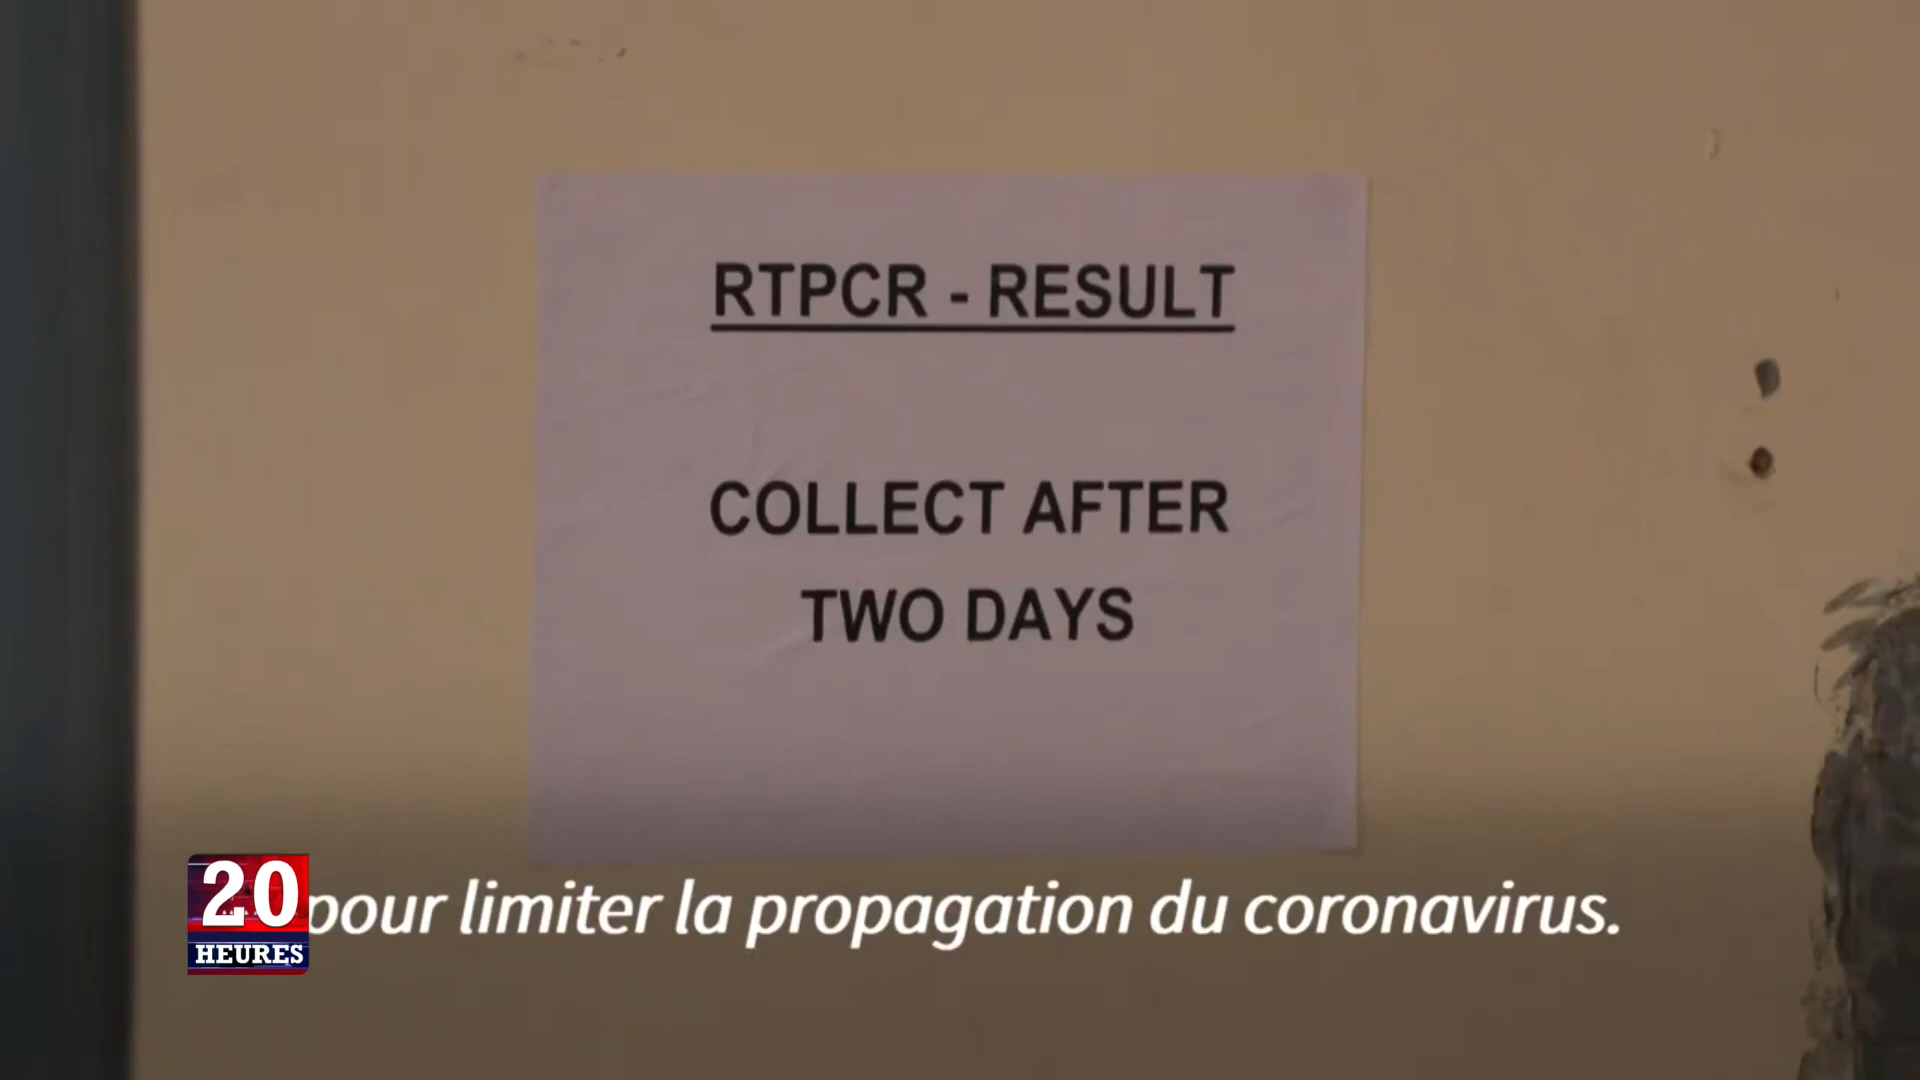 RTPCR - RESULT
COLLECT AFTER
TWO DAYS
pour limiter la propagation du coronavirus.
20
HEURES